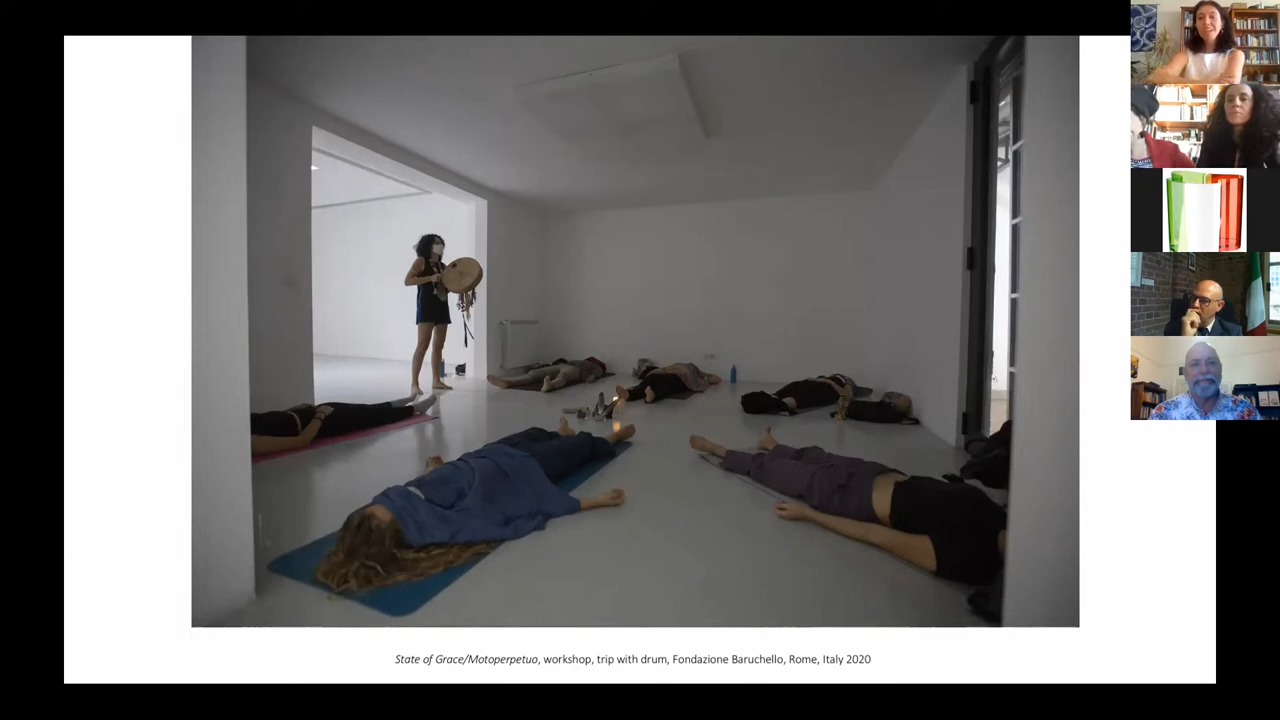 State of Grace/Motoperpetuo, workshop, trip with drum, Fondazione Baruchello, Rome, Italy 2020